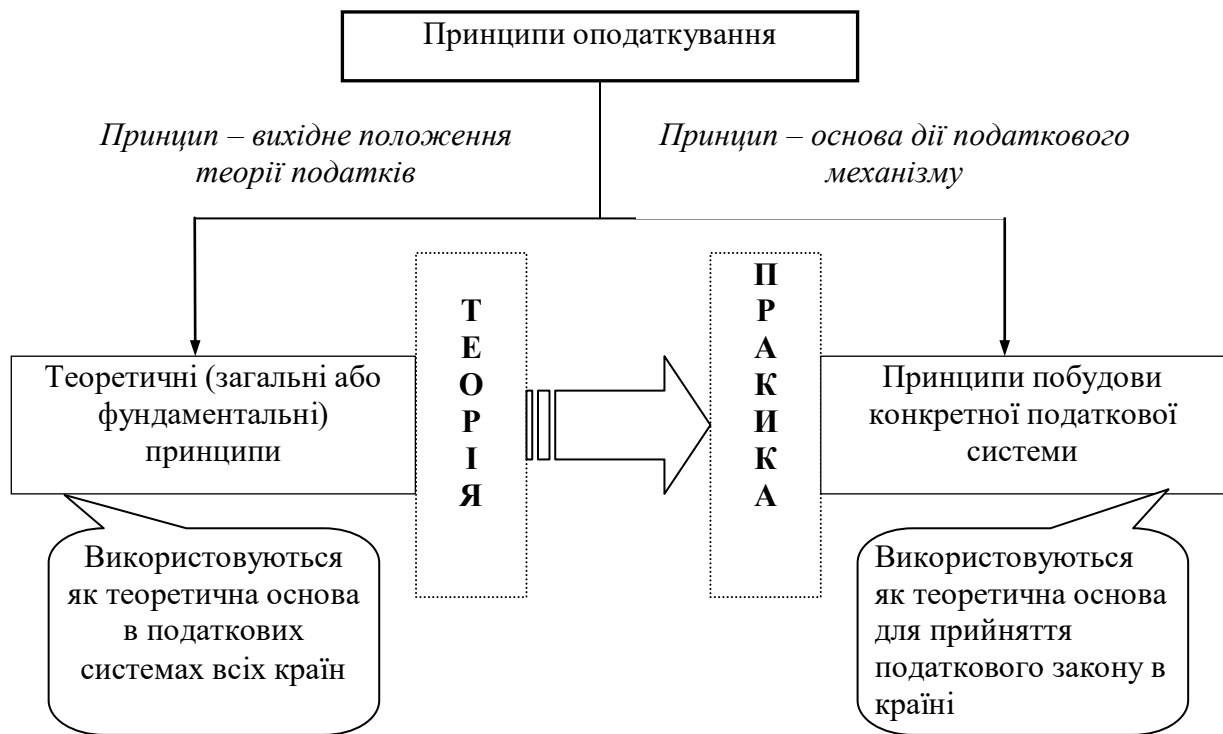 Принципи оподаткування
Принцип – вихідне положення
теорії податків
Принцип – основа дії податкового
механізму
Теоретичні (загальні або
фундаментальні)
принципи
Т
Е
О
Р
І
Я
П
Р
А
К
И
К
А
Принципи побудови
конкретної податкової
системи
Використовуються
як теоретична основа
в податкових
системах всіх країн
Використовуються
як теоретична основа
для прийняття
податкового закону в
країні